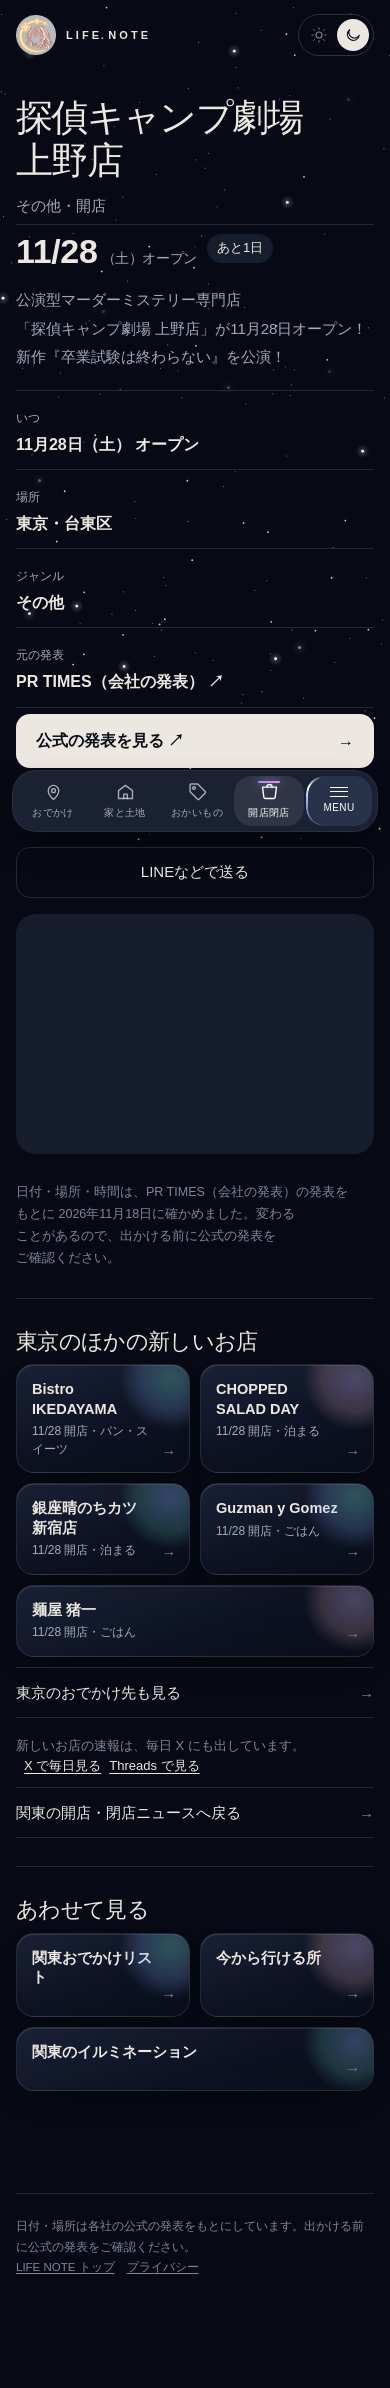 LIFE.NOTE
探偵キャンプ劇場
上野店
その他・開店
11/28 （土）オープン あと1日
公演型マーダーミステリー専門店
「探偵キャンプ劇場 上野店」が11月28日オープン！
新作『卒業試験は終わらない』を公演！
いつ
11月28日（土） オープン
場所
東京・台東区
ジャンル
その他
元の発表
PR TIMES（会社の発表） ↗
公式の発表を見る ↗ →
おでかけ 家と土地 おかいもの 開店閉店 MENU
LINEなどで送る
日付・場所・時間は、PR TIMES（会社の発表）の発表を
もとに 2026年11月18日に確かめました。変わる
ことがあるので、出かける前に公式の発表を
ご確認ください。
東京のほかの新しいお店
Bistro
IKEDAYAMA
11/28 開店・パン・ス
イーツ
→
CHOPPED
SALAD DAY
11/28 開店・泊まる
→
銀座晴のちカツ
新宿店
11/28 開店・泊まる
→
Guzman y Gomez
11/28 開店・ごはん
→
麺屋 猪一
11/28 開店・ごはん
→
東京のおでかけ先も見る →
新しいお店の速報は、毎日 X にも出しています。
X で毎日見る Threads で見る
関東の開店・閉店ニュースへ戻る →
あわせて見る
関東おでかけリス
ト
→
今から行ける所
→
関東のイルミネーション
→
日付・場所は各社の公式の発表をもとにしています。出かける前
に公式の発表をご確認ください。
LIFE NOTE トップ プライバシー